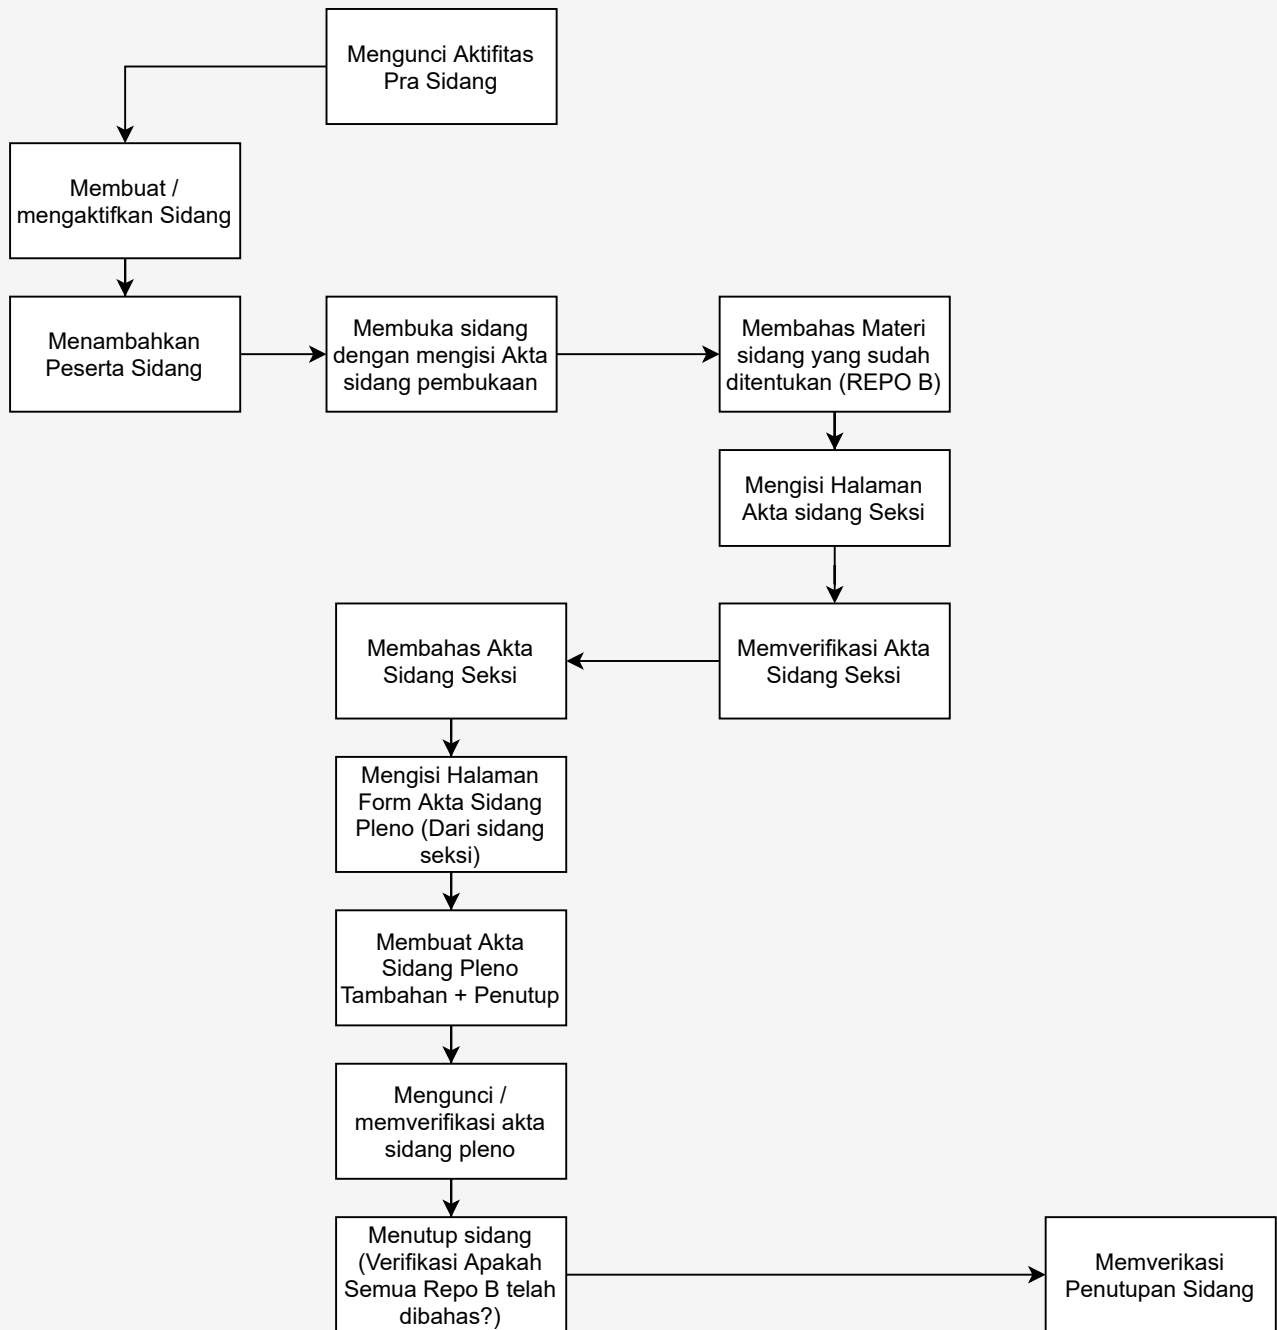 Mengunci Aktifitas
Pra Sidang
Membuat /
mengaktifkan Sidang
Menambahkan
Peserta Sidang
Membuka sidang
dengan mengisi Akta
sidang pembukaan
Membahas Materi
sidang yang sudah
ditentukan (REPO B)
Mengisi Halaman
Akta sidang Seksi
Memverifikasi Akta
Sidang Seksi
Membahas Akta
Sidang Seksi
Mengisi Halaman
Form Akta Sidang
Pleno (Dari sidang
seksi)
Membuat Akta
Sidang Pleno
Tambahan + Penutup
Mengunci /
memverifikasi akta
sidang pleno
Menutup sidang
(Verifikasi Apakah
Semua Repo B telah
dibahas?)
Memverikasi
Penutupan Sidang